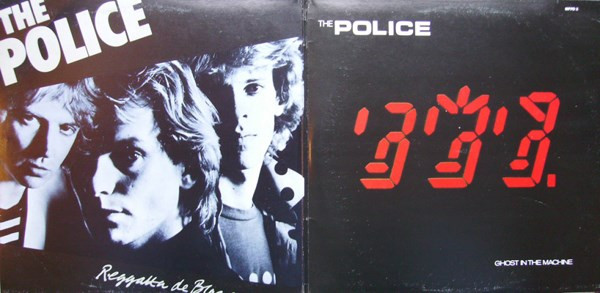 THE
POLICE
Reggatta de
THE POLICE
GHOST IN THE MACHINE